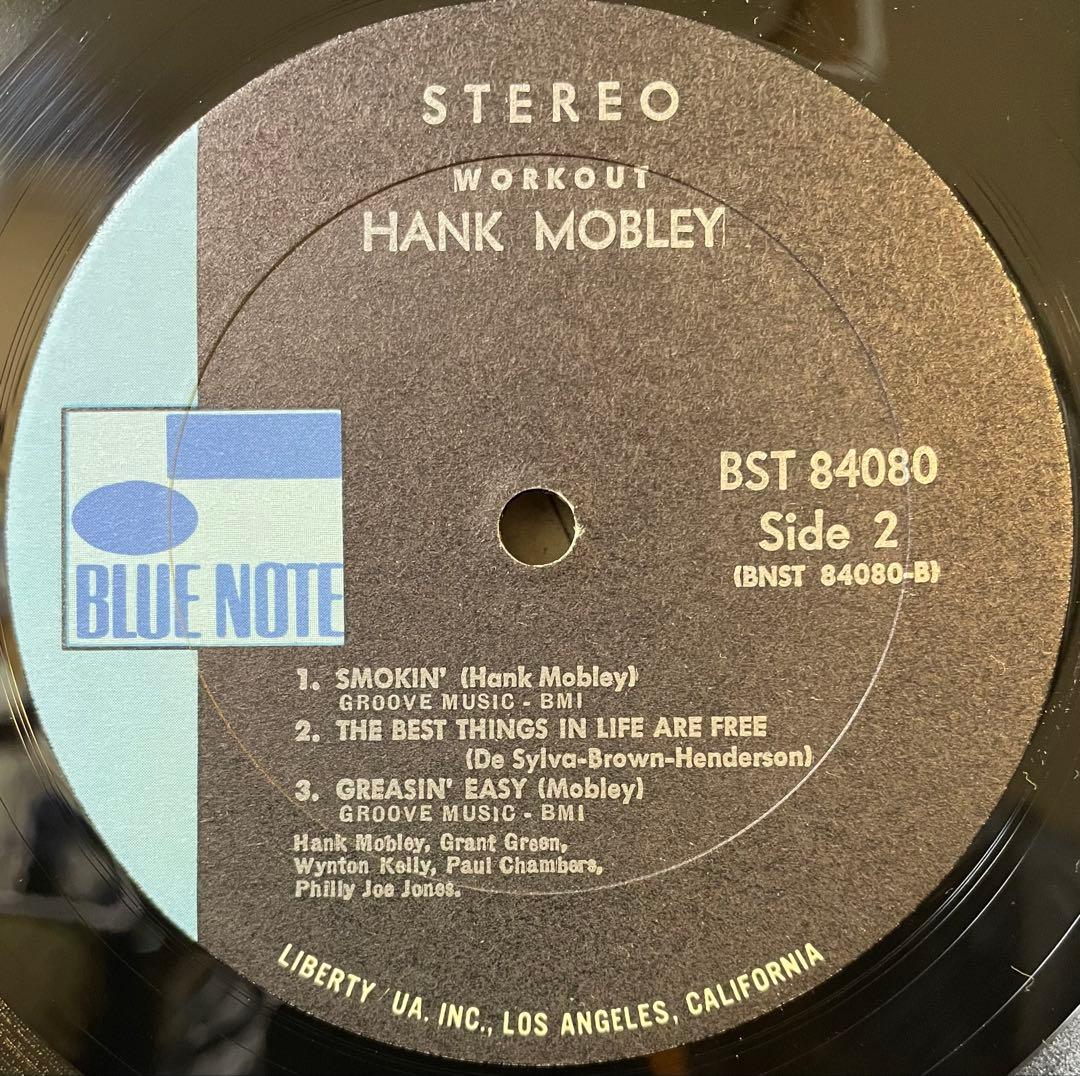 STEREO
WORKOUT
HANK MOBLEY
BST 84080
Side 2
(BNST 84080-B)
BLUE NOTE
1. SMOKIN' (Hank Mobley)
GROOVE MUSIC - BMI
2. THE BEST THINGS IN LIFE ARE FREE
(De Sylva-Brown-Henderson)
3. GREASIN' EASY (Mobley)
GROOVE MUSIC - BMI
Hank Mobley, Grant Green,
Wynton Kelly, Paul Chambers,
Philly Joe Jones.
LIBERTY/UA, INC., LOS ANGELES, CALIFORNIA